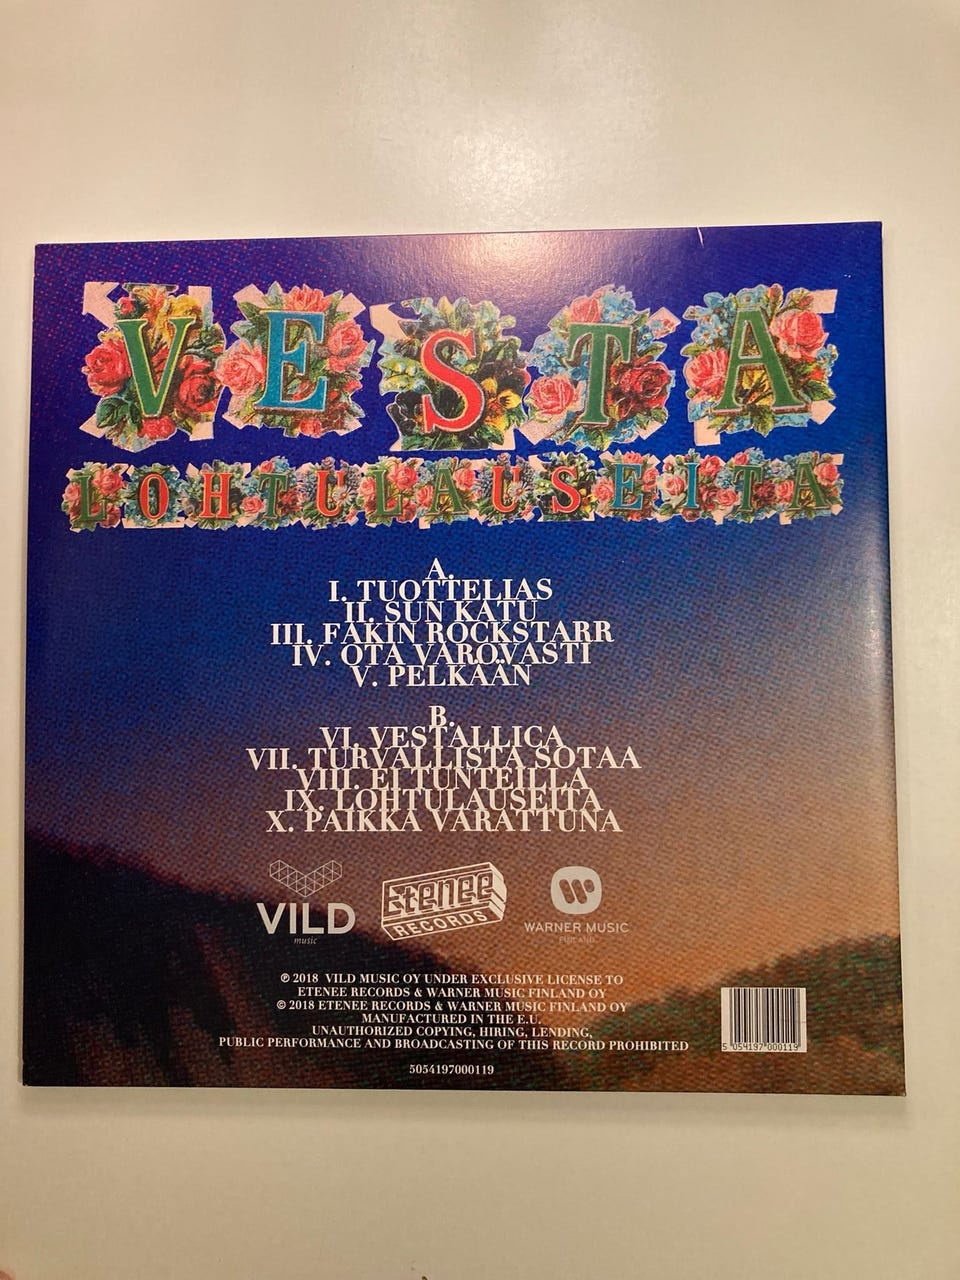 VESTA
LOHTULAUSEITA
A.
I. TUOTTELIAS
II. SUN KATU
III. FAKIN ROCKSTARR
IV. OTA VAROVASTI
V. PELKÄÄN
B.
VI. VESTALLICA
VII. TURVALLISTA SOTAA
VIII. EI TUNTEILLA
IX. LOHTULAUSEITA
X. PAIKKA VARATTUNA
VILD
music
Etenee
RECORDS
WARNER MUSIC
FINLAND
℗ 2018 VILD MUSIC OY UNDER EXCLUSIVE LICENSE TO
ETENEE RECORDS & WARNER MUSIC FINLAND OY
© 2018 ETENEE RECORDS & WARNER MUSIC FINLAND OY
MANUFACTURED IN THE E.U.
UNAUTHORIZED COPYING, HIRING, LENDING,
PUBLIC PERFORMANCE AND BROADCASTING OF THIS RECORD PROHIBITED
5054197000119
5 054197 000119